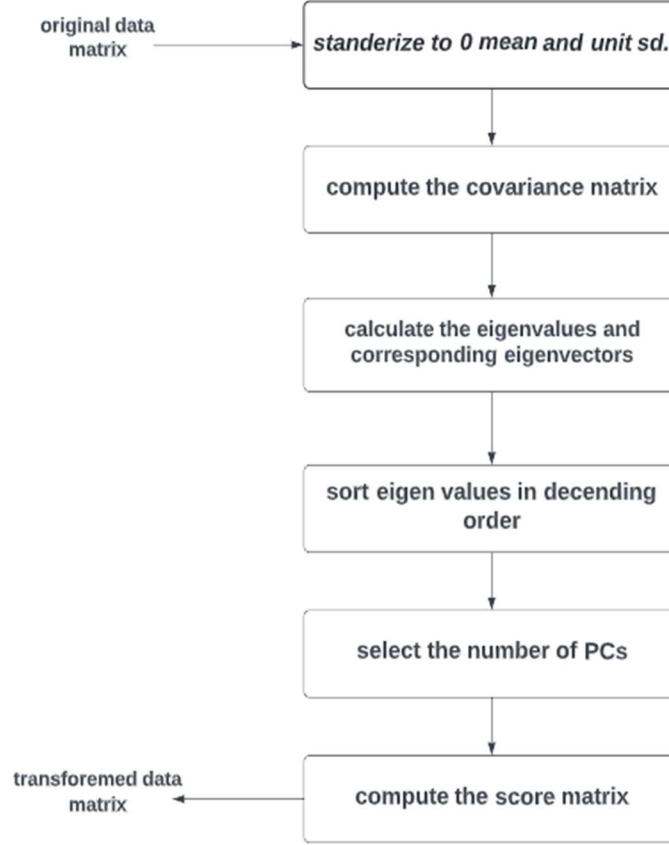 original data
matrix
standerize to 0 mean and unit sd.
compute the covariance matrix
calculate the eigenvalues and
corresponding eigenvectors
sort eigen values in decending
order
select the number of PCs
compute the score matrix
transforemed data
matrix